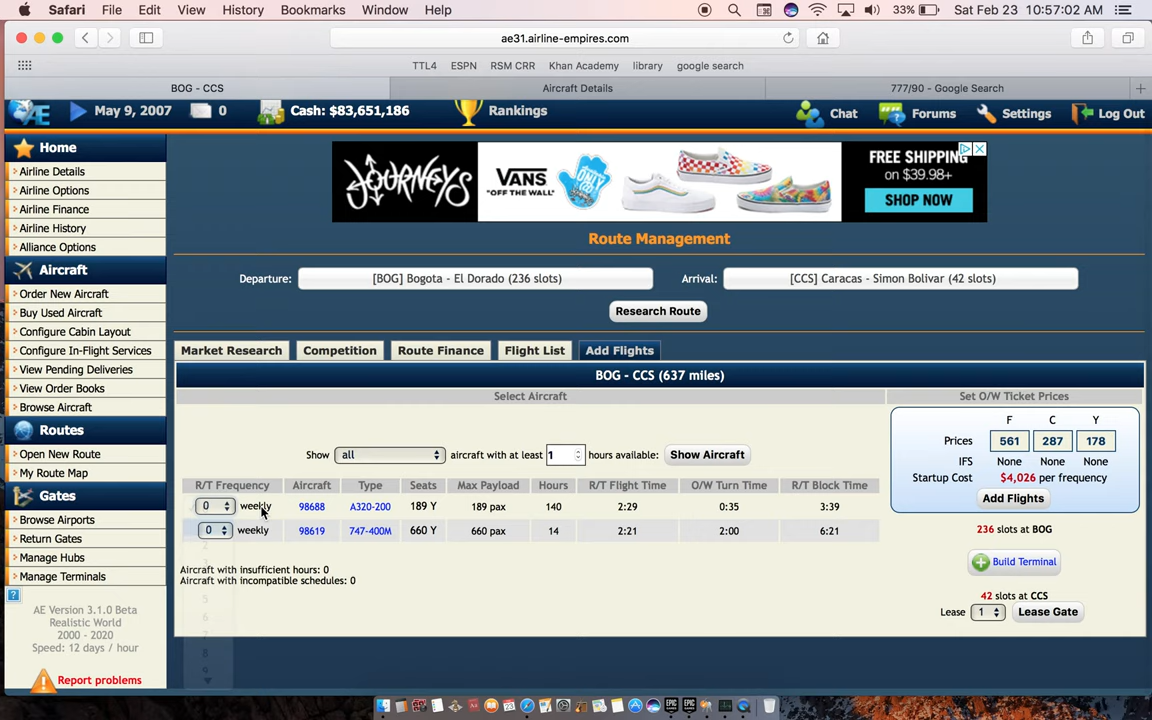 Safari File Edit View History Bookmarks Window Help 33% Sat Feb 23 10:57:02 AM
ae31.airline-empires.com
TTL4 ESPN RSM CRR Khan Academy library google search
BOG - CCS Aircraft Details 777/90 - Google Search
AE May 9, 2007 0 Cash: $83,651,186 Rankings Chat Forums Settings Log Out
Home
Airline Details
Airline Options
Airline Finance
Airline History
Alliance Options
Aircraft
Order New Aircraft
Buy Used Aircraft
Configure Cabin Layout
Configure In-Flight Services
View Pending Deliveries
View Order Books
Browse Aircraft
Routes
Open New Route
My Route Map
Gates
Browse Airports
Return Gates
Manage Hubs
Manage Terminals
?
AE Version 3.1.0 Beta
Realistic World
2000 - 2020
Speed: 12 days / hour
Report problems
JOURNEYS VANS "OFF THE WALL" FREE SHIPPING
on $39.98+
SHOP NOW
Route Management
Departure: [BOG] Bogota - El Dorado (236 slots) Arrival: [CCS] Caracas - Simon Bolivar (42 slots)
Research Route
Market Research Competition Route Finance Flight List Add Flights
BOG - CCS (637 miles)
Select Aircraft Set O/W Ticket Prices
Show all aircraft with at least 1 hours available: Show Aircraft
R/T Frequency Aircraft Type Seats Max Payload Hours R/T Flight Time O/W Turn Time R/T Block Time
0 weekly 98688 A320-200 189 Y 189 pax 140 2:29 0:35 3:39
0 weekly 98619 747-400M 660 Y 660 pax 14 2:21 2:00 6:21
Aircraft with insufficient hours: 0
Aircraft with incompatible schedules: 0
5
6
7
8
9
F C Y
Prices 561 287 178
IFS None None None
Startup Cost $4,026 per frequency
Add Flights
236 slots at BOG
Build Terminal
42 slots at CCS
Lease 1 Lease Gate